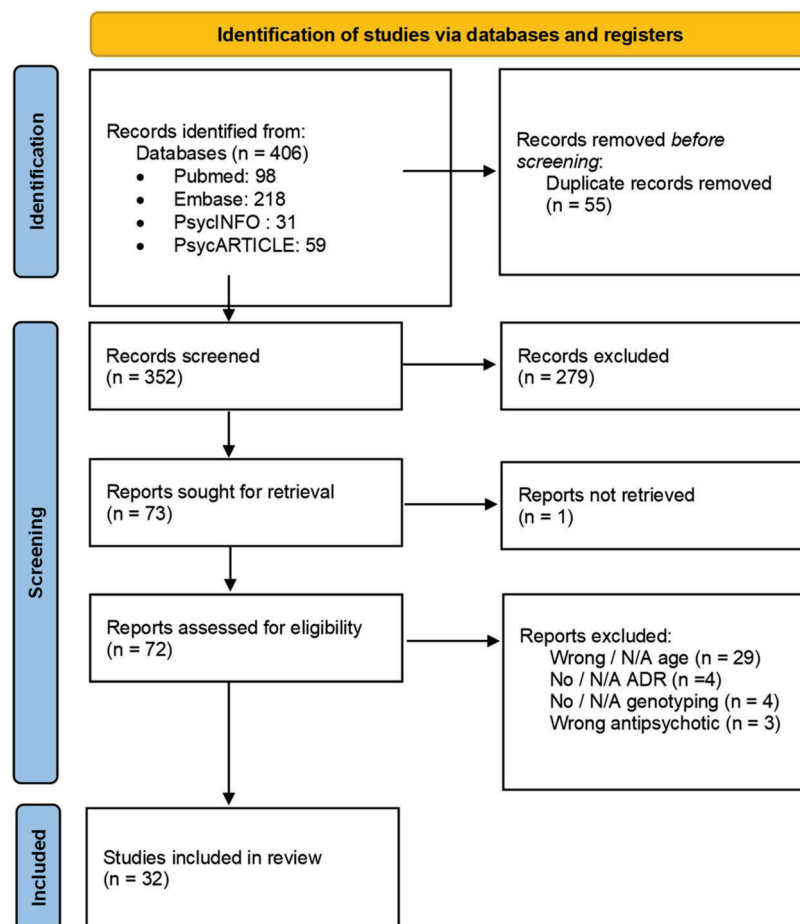 Identification of studies via databases and registers
Identification
Records identified from:
Databases (n = 406)
• Pubmed: 98
• Embase: 218
• PsycINFO : 31
• PsycARTICLE: 59
Records removed before
screening:
Duplicate records removed
(n = 55)
Screening
Records screened
(n = 352)
Records excluded
(n = 279)
Reports sought for retrieval
(n = 73)
Reports not retrieved
(n = 1)
Reports assessed for eligibility
(n = 72)
Reports excluded:
Wrong / N/A age (n = 29)
No / N/A ADR (n =4)
No / N/A genotyping (n = 4)
Wrong antipsychotic (n = 3)
Included
Studies included in review
(n = 32)